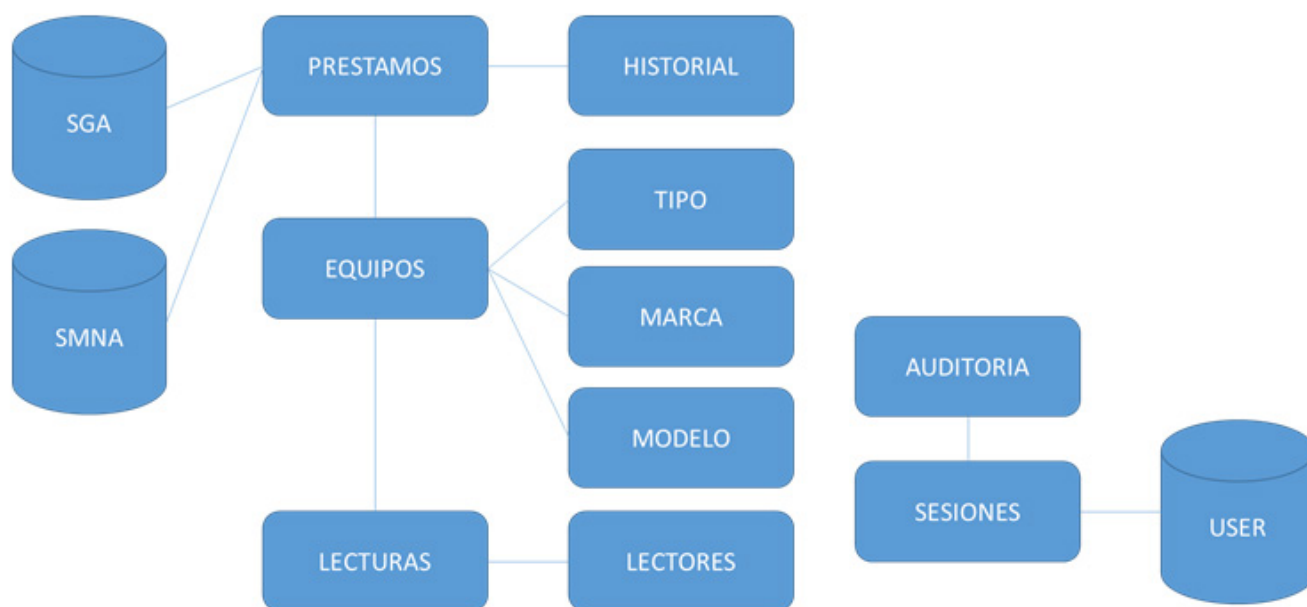 SGA
PRESTAMOS
HISTORIAL
TIPO
SMNA
EQUIPOS
MARCA
MODELO
LECTURAS
LECTORES
AUDITORIA
SESIONES
USER